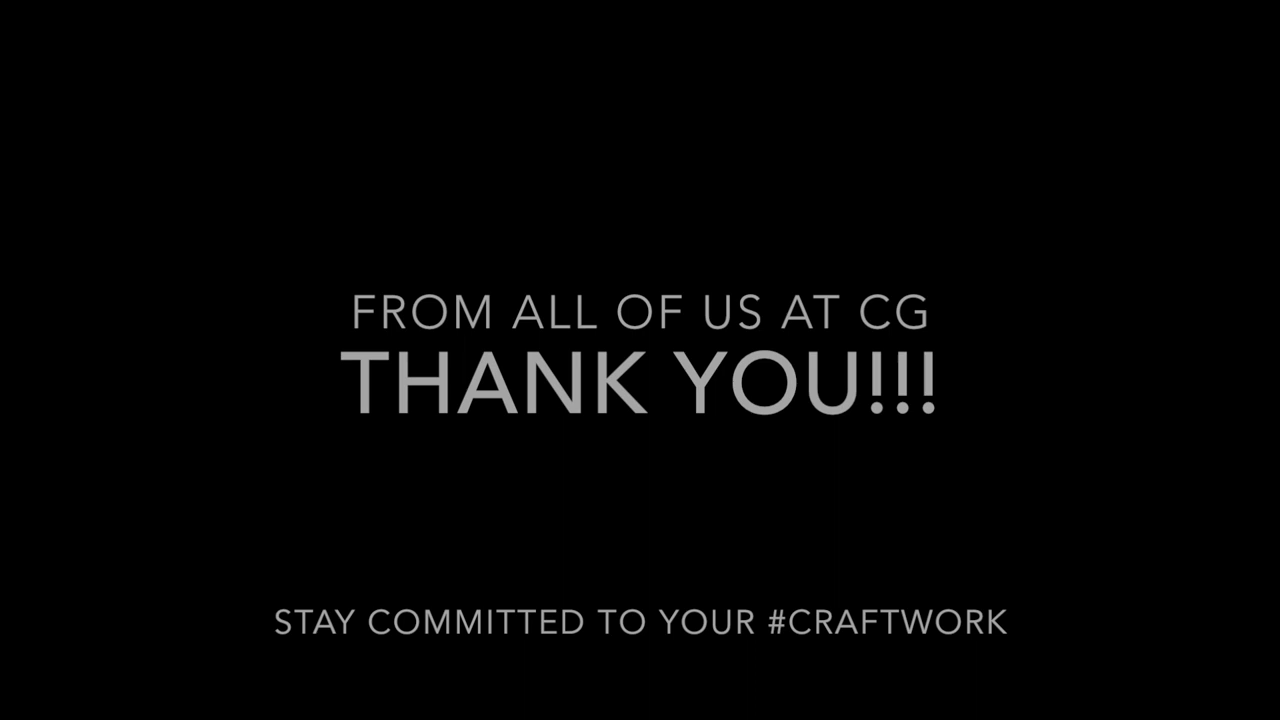 FROM ALL OF US AT CG
THANK YOU!!!
STAY COMMITTED TO YOUR #CRAFTWORK